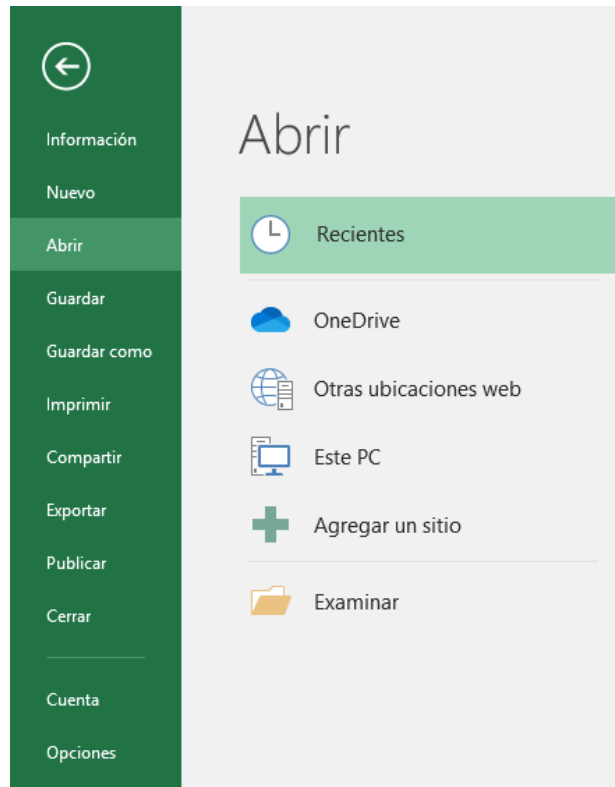 Información
Nuevo
Abrir
Guardar
Guardar como
Imprimir
Compartir
Exportar
Publicar
Cerrar
Cuenta
Opciones
Abrir
Recientes
OneDrive
Otras ubicaciones web
Este PC
Agregar un sitio
Examinar